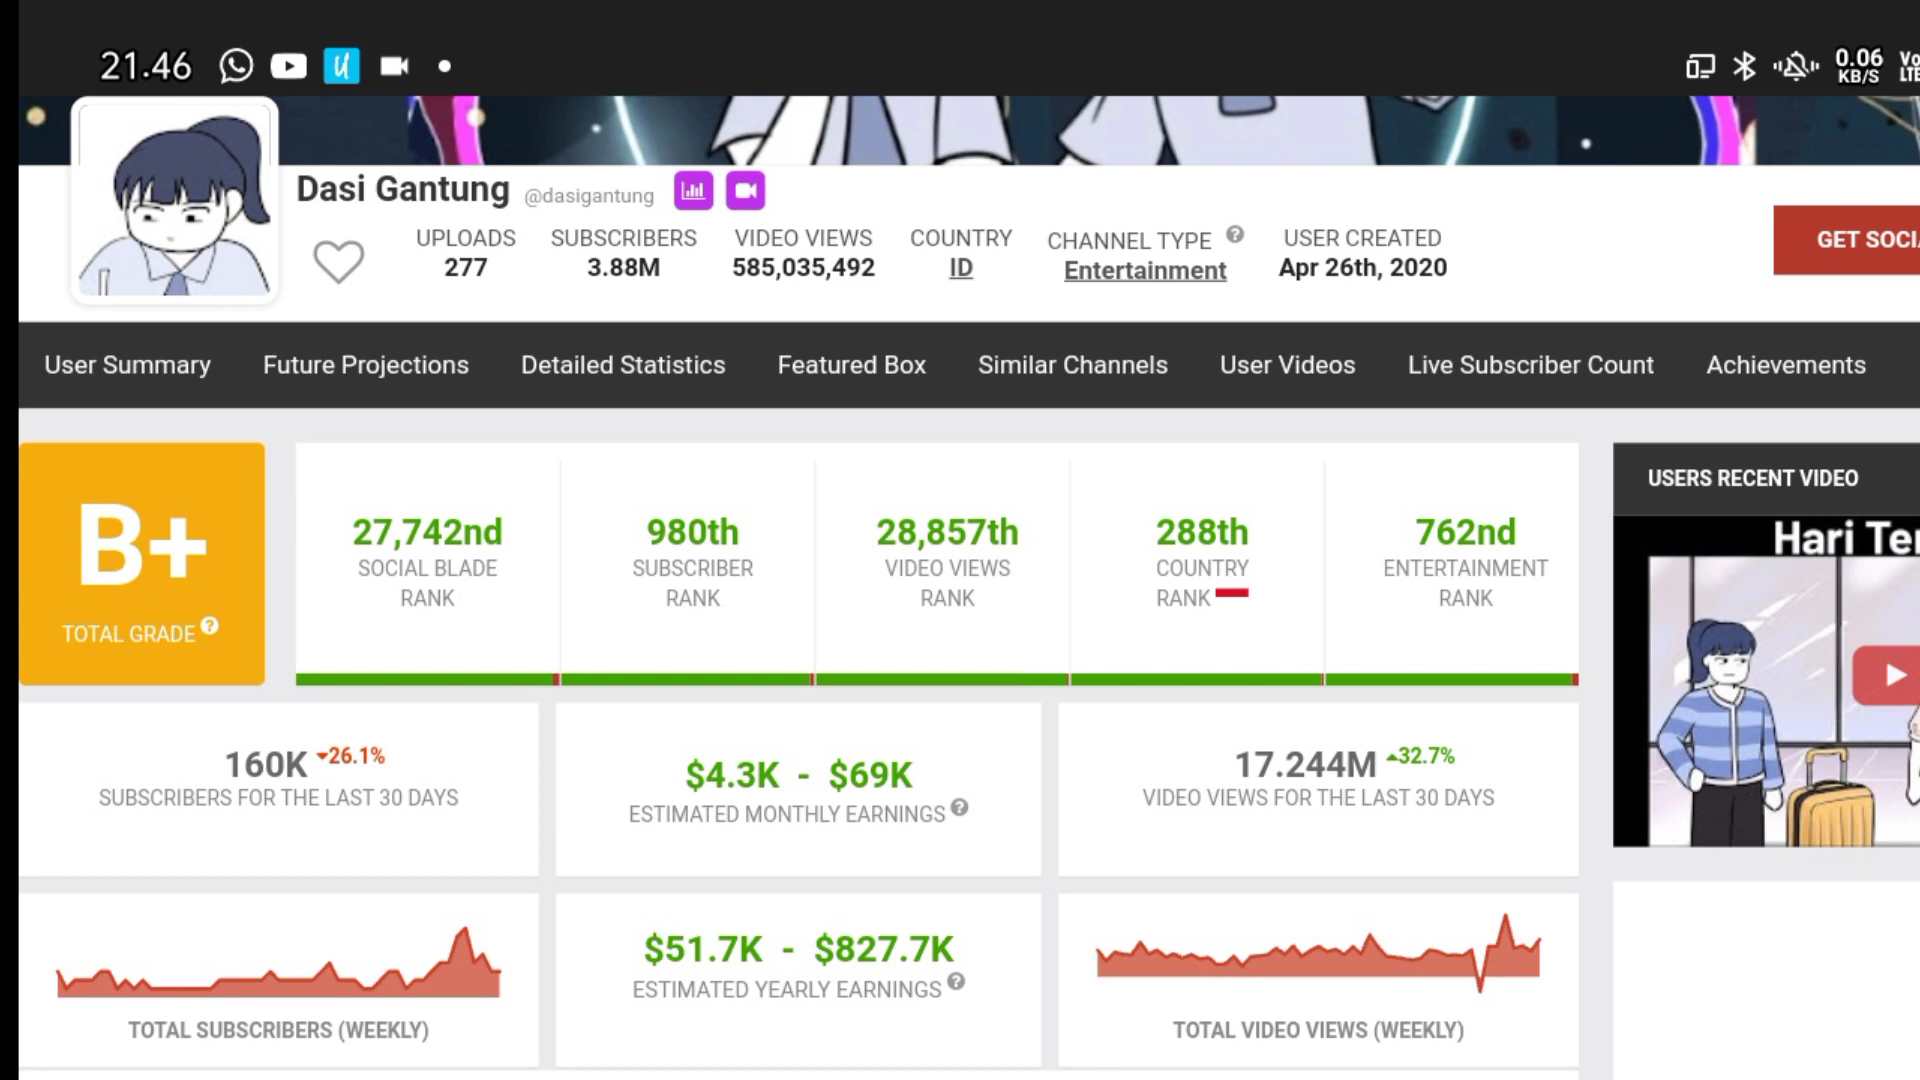 21.46
0.06
KB/S
Dasi Gantung @dasigantung
UPLOADS
277
SUBSCRIBERS
3.88M
VIDEO VIEWS
585,035,492
COUNTRY
ID
CHANNEL TYPE
Entertainment
USER CREATED
Apr 26th, 2020
GET SOCI
User Summary Future Projections Detailed Statistics Featured Box Similar Channels User Videos Live Subscriber Count Achievements
B+
TOTAL GRADE
27,742nd
SOCIAL BLADE
RANK
980th
SUBSCRIBER
RANK
28,857th
VIDEO VIEWS
RANK
288th
COUNTRY
RANK
762nd
ENTERTAINMENT
RANK
USERS RECENT VIDEO
Hari Ter
160K 26.1%
SUBSCRIBERS FOR THE LAST 30 DAYS
$4.3K - $69K
ESTIMATED MONTHLY EARNINGS
17.244M 32.7%
VIDEO VIEWS FOR THE LAST 30 DAYS
TOTAL SUBSCRIBERS (WEEKLY)
$51.7K - $827.7K
ESTIMATED YEARLY EARNINGS
TOTAL VIDEO VIEWS (WEEKLY)